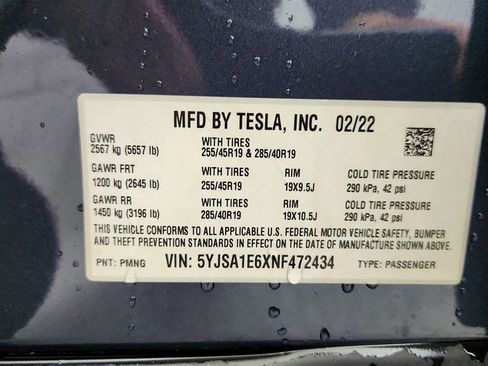 MFD BY TESLA, INC. 02/22
GVWR WITH TIRES
2567 kg (5657 lb) 255/45R19 & 285/40R19
GAWR FRT WITH TIRES RIM COLD TIRE PRESSURE
1200 kg (2645 lb) 255/45R19 19X9.5J 290 kPa, 42 psi
GAWR RR WITH TIRES RIM COLD TIRE PRESSURE
1450 kg (3196 lb) 285/40R19 19X10.5J 290 kPa, 42 psi
THIS VEHICLE CONFORMS TO ALL APPLICABLE U.S. FEDERAL MOTOR VEHICLE SAFETY, BUMPER,
AND THEFT PREVENTION STANDARDS IN EFFECT ON THE DATE OF MANUFACTURE SHOWN ABOVE.
PNT: PMNG VIN: 5YJSA1E6XNF472434 TYPE: PASSENGER